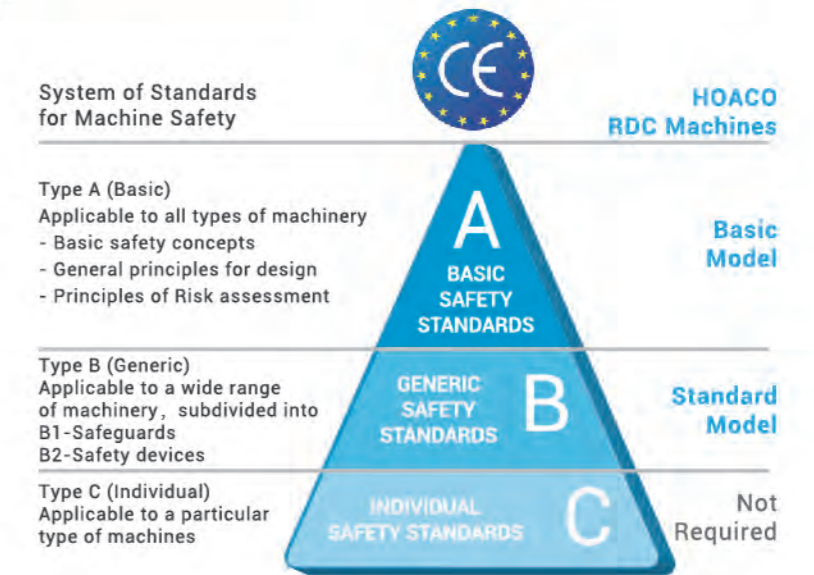 CE
System of Standards
for Machine Safety
HOACO
RDC Machines
Type A (Basic)
Applicable to all types of machinery
- Basic safety concepts
- General principles for design
- Principles of Risk assessment
A
BASIC
SAFETY
STANDARDS
Basic
Model
Type B (Generic)
Applicable to a wide range
of machinery, subdivided into
B1-Safeguards
B2-Safety devices
GENERIC
SAFETY
STANDARDS
B
Standard
Model
Type C (Individual)
Applicable to a particular
type of machines
INDIVIDUAL
SAFETY STANDARDS
C
Not
Required